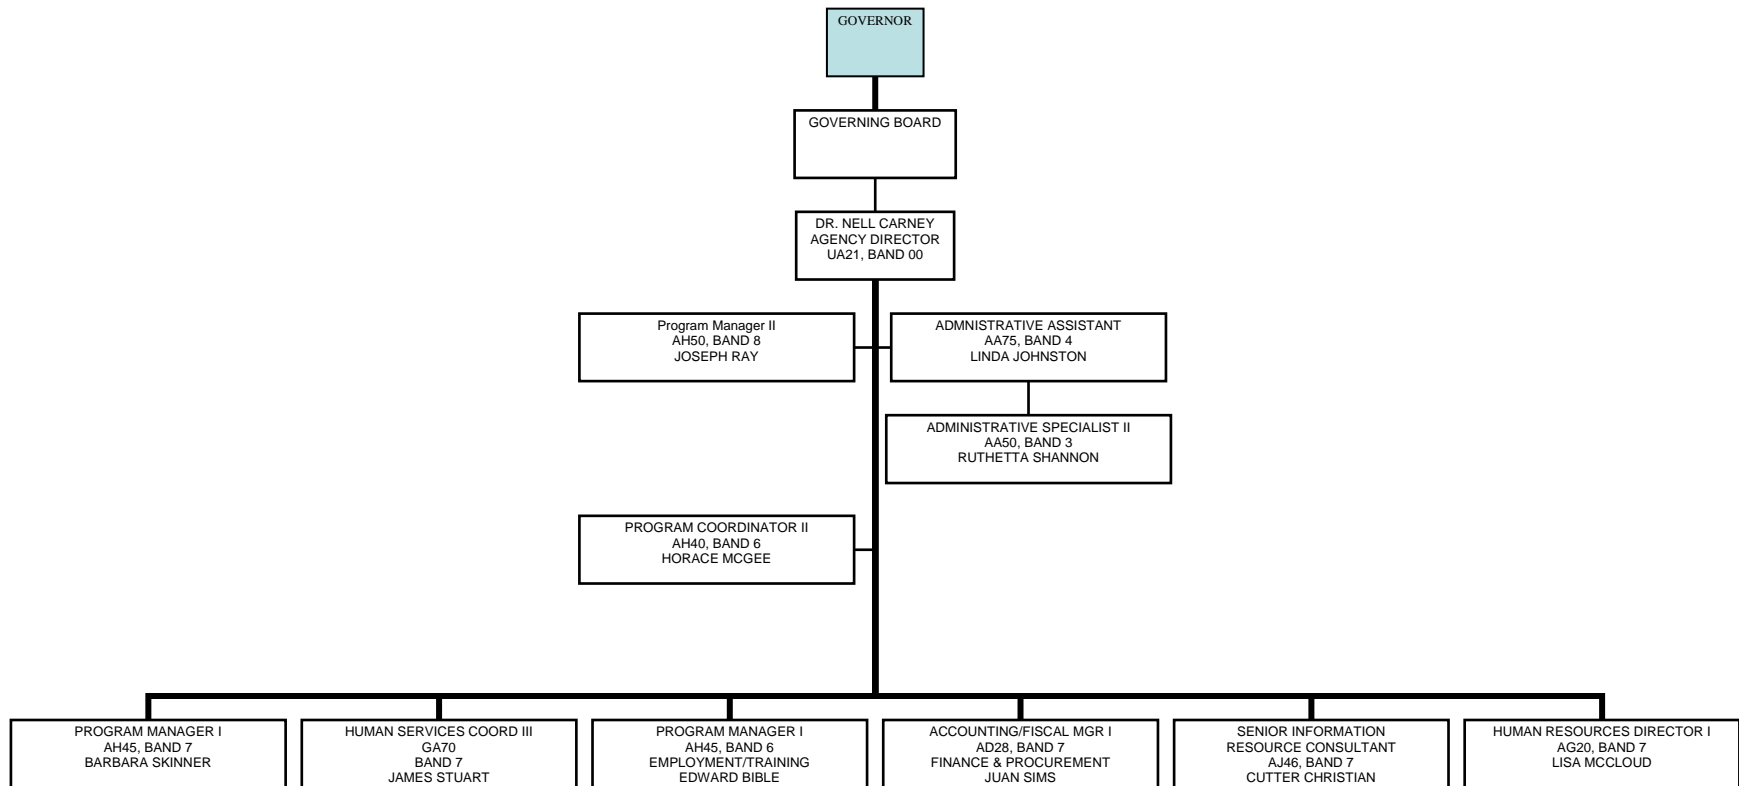 GOVERNOR
GOVERNING BOARD
DR. NELL CARNEY
AGENCY DIRECTOR
UA21, BAND 00
Program Manager II
AH50, BAND 8
JOSEPH RAY
ADMNISTRATIVE ASSISTANT
AA75, BAND 4
LINDA JOHNSTON
ADMINISTRATIVE SPECIALIST II
AA50, BAND 3
RUTHETTA SHANNON
PROGRAM COORDINATOR II
AH40, BAND 6
HORACE MCGEE
PROGRAM MANAGER I
AH45, BAND 7
BARBARA SKINNER
HUMAN SERVICES COORD III
GA70
BAND 7
JAMES STUART
PROGRAM MANAGER I
AH45, BAND 6
EMPLOYMENT/TRAINING
EDWARD BIBLE
ACCOUNTING/FISCAL MGR I
AD28, BAND 7
FINANCE & PROCUREMENT
JUAN SIMS
SENIOR INFORMATION
RESOURCE CONSULTANT
AJ46, BAND 7
CUTTER CHRISTIAN
HUMAN RESOURCES DIRECTOR I
AG20, BAND 7
LISA MCCLOUD